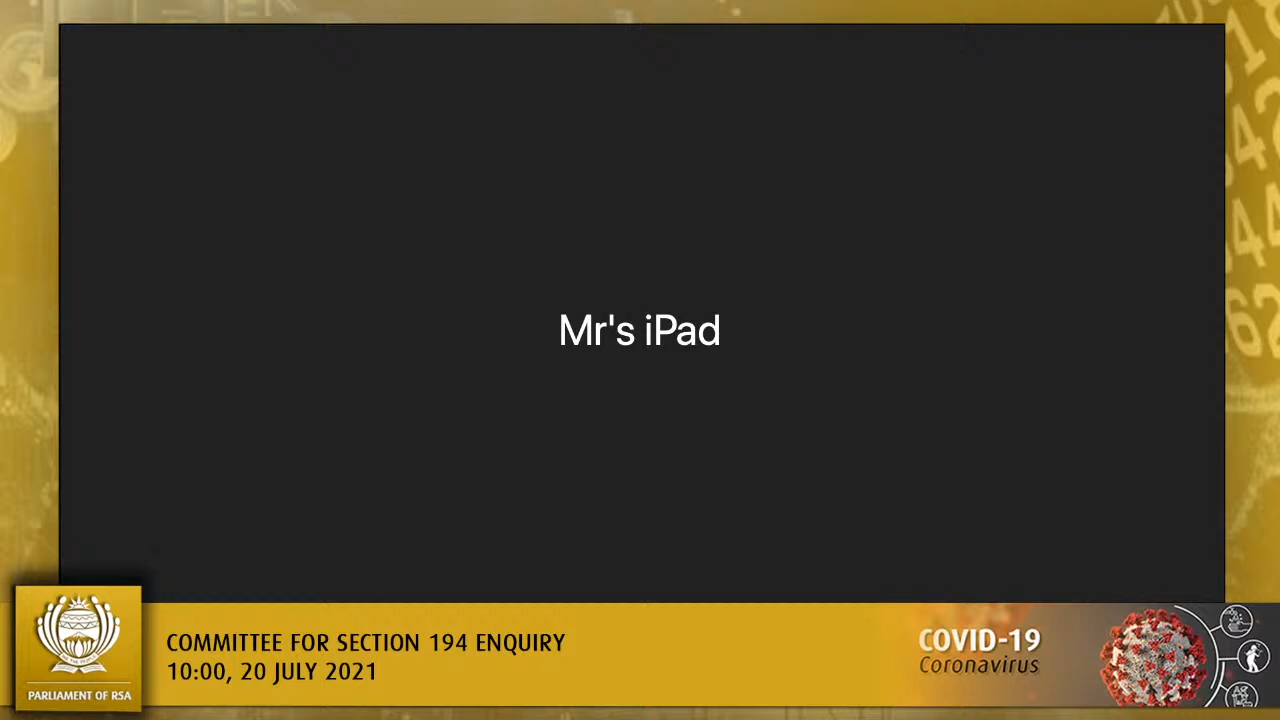 Mr's iPad
COMMITTEE FOR SECTION 194 ENQUIRY
10:00, 20 JULY 2021
PARLIAMENT OF RSA
COVID-19
Coronavirus